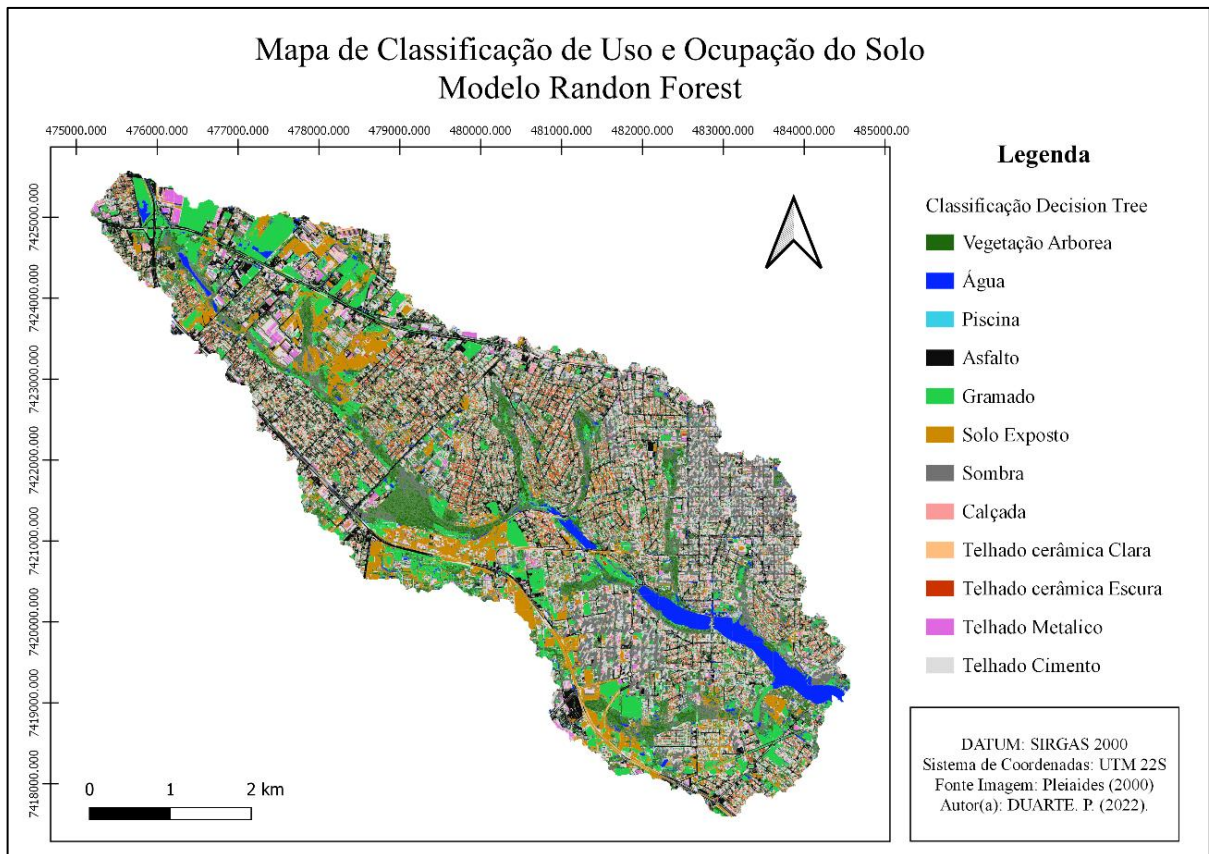 Mapa de Classificação de Uso e Ocupação do Solo
Modelo Randon Forest
475000.000 476000.000 477000.000 478000.000 479000.000 480000.000 481000.000 482000.000 483000.000 484000.000 485000.00
7425000.000
7424000.000
7423000.000
7422000.000
7421000.000
7420000.000
7419000.000
7418000.000
0 1 2 km
Legenda
Classificação Decision Tree
Vegetação Arborea
Água
Piscina
Asfalto
Gramado
Solo Exposto
Sombra
Calçada
Telhado cerâmica Clara
Telhado cerâmica Escura
Telhado Metalico
Telhado Cimento
DATUM: SIRGAS 2000
Sistema de Coordenadas: UTM 22S
Fonte Imagem: Pleiaides (2000)
Autor(a): DUARTE. P. (2022).